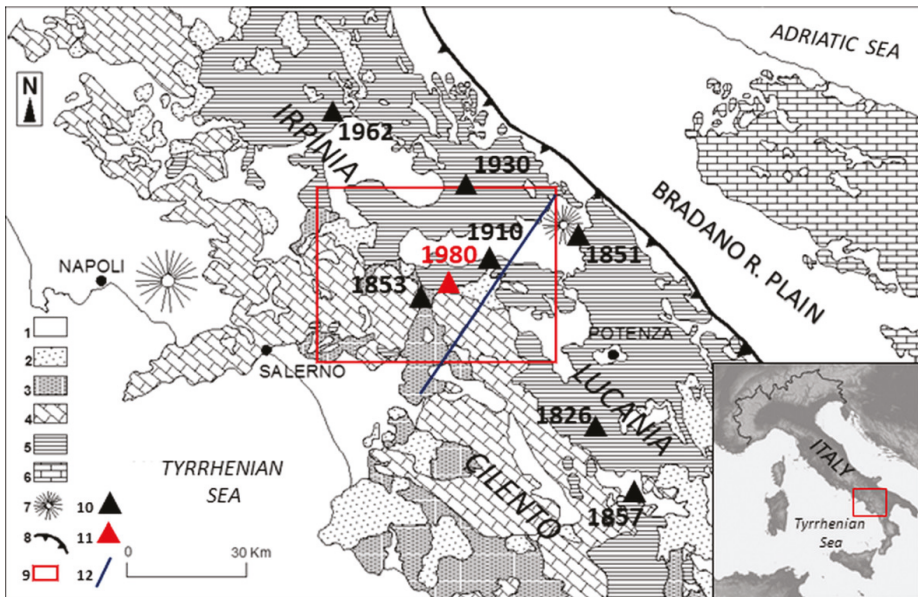 ADRIATIC SEA
N
IRPINIA
1962
1930
BRADANO R. PLAIN
1910
1851
NAPOLI
1980
1853
1
POTENZA
2
SALERNO
3
LUCANIA
4
1826
5
ITALY
6
TYRRHENIAN
SEA
CILENTO
7
10
1857
8
11
0 30 Km
Tyrrhenian
Sea
9
12